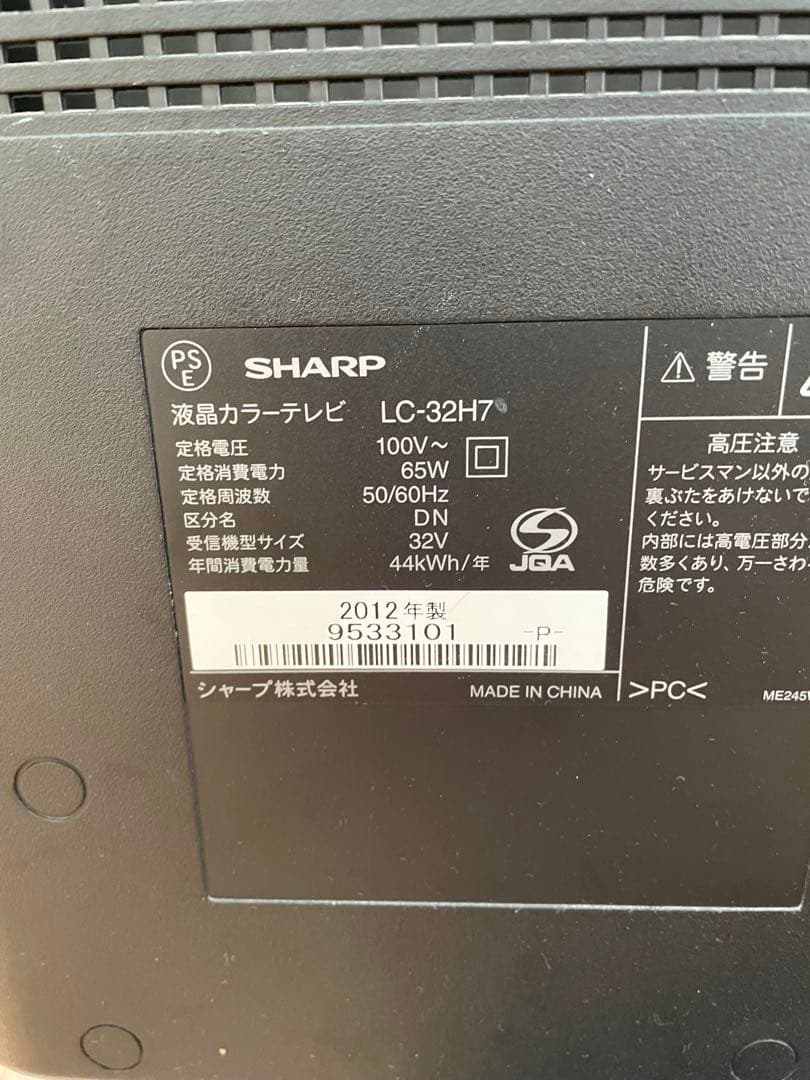 PS
E
SHARP
液晶カラーテレビ LC-32H7
定格電圧 100V～
定格消費電力 65W
定格周波数 50/60Hz
区分名 DN
受信機型サイズ 32V
年間消費電力量 44kWh/年
JQA
2012年製
9533101 -P-
シャープ株式会社 MADE IN CHINA
警告
高圧注意
サービスマン以外の
裏ぶたをあけないで
ください。
内部には高電圧部分
数多くあり、万一さわ
危険です。
>PC<
ME245